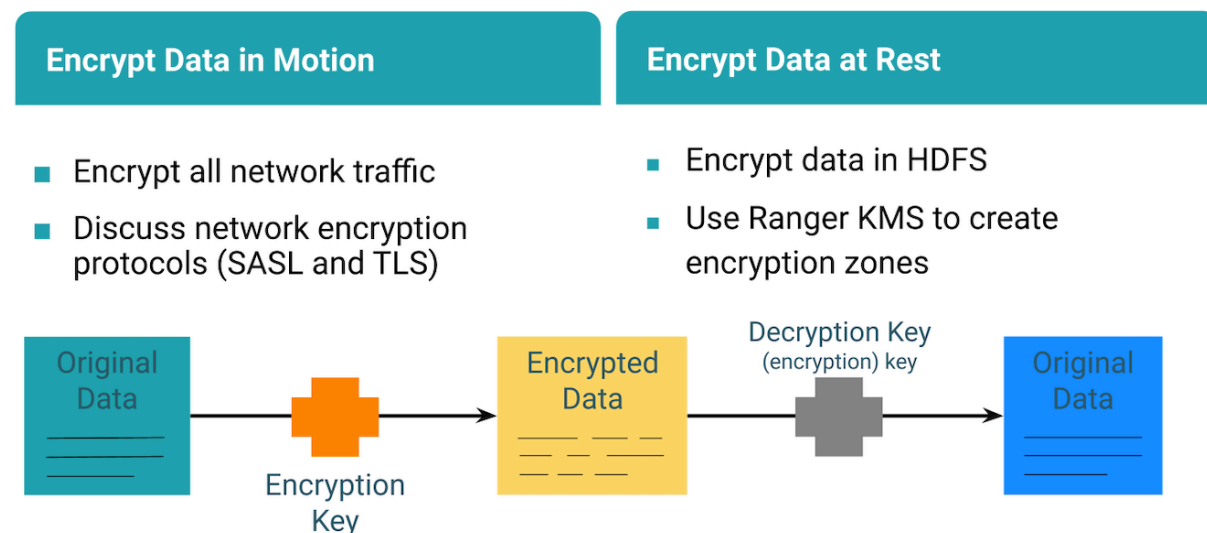 Encrypt Data in Motion
Encrypt all network traffic
Discuss network encryption
protocols (SASL and TLS)
Encrypt Data at Rest
Encrypt data in HDFS
Use Ranger KMS to create
encryption zones
Original
Data
Encryption
Key
Encrypted
Data
Decryption Key
(encryption) key
Original
Data